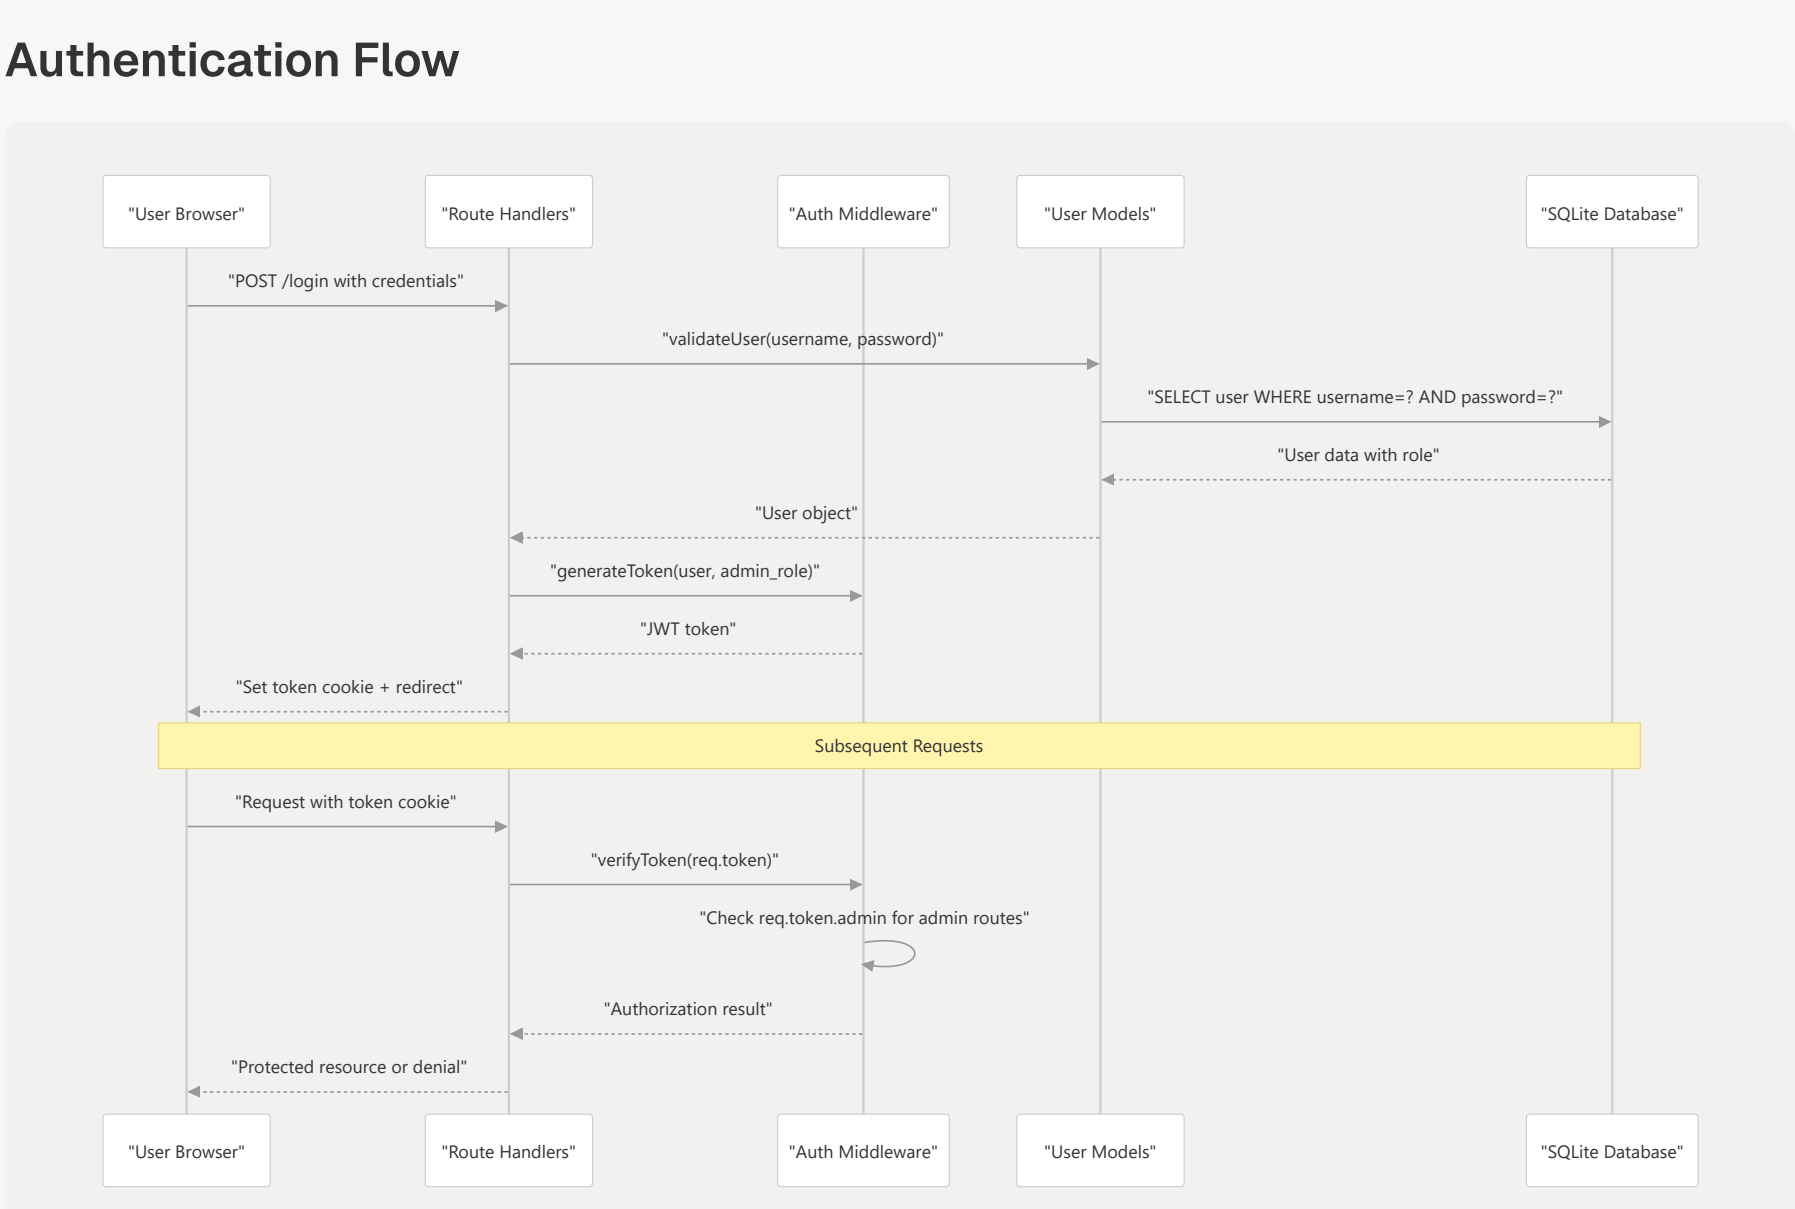 Authentication Flow
"User Browser"
"Route Handlers"
"Auth Middleware"
"User Models"
"SQLite Database"
"POST /login with credentials"
"validateUser(username, password)"
"SELECT user WHERE username=? AND password=?"
"User data with role"
"User object"
"generateToken(user, admin_role)"
"JWT token"
"Set token cookie + redirect"
Subsequent Requests
"Request with token cookie"
"verifyToken(req.token)"
"Check req.token.admin for admin routes"
"Authorization result"
"Protected resource or denial"
"User Browser"
"Route Handlers"
"Auth Middleware"
"User Models"
"SQLite Database"